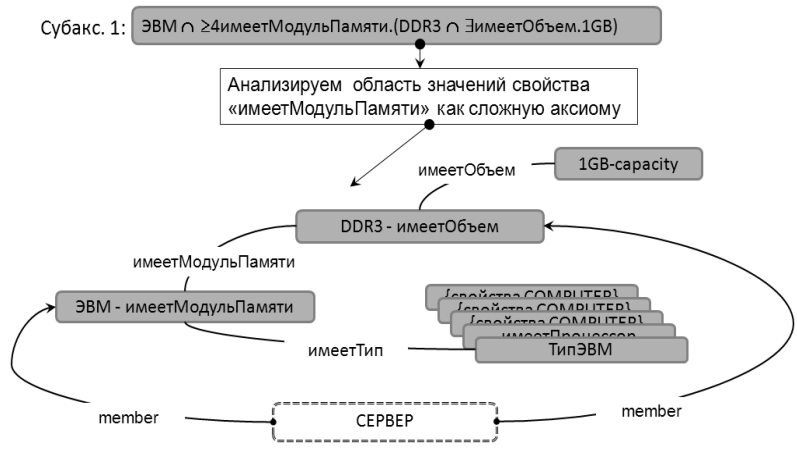 Субакс. 1: ЭВМ ∩ ≥4имеетМодульПамяти.(DDR3 ∩ ∃имеетОбъем.1GB)
Анализируем область значений свойства
«имеетМодульПамяти» как сложную аксиому
имеетОбъем
1GB-capacity
DDR3 - имеетОбъем
имеетМодульПамяти
ЭВМ - имеетМодульПамяти
{свойства COMPUTER}
{свойства COMPUTER}
{свойства COMPUTER}
имеетПроцессор
ТипЭВМ
имеетТип
member
СЕРВЕР
member